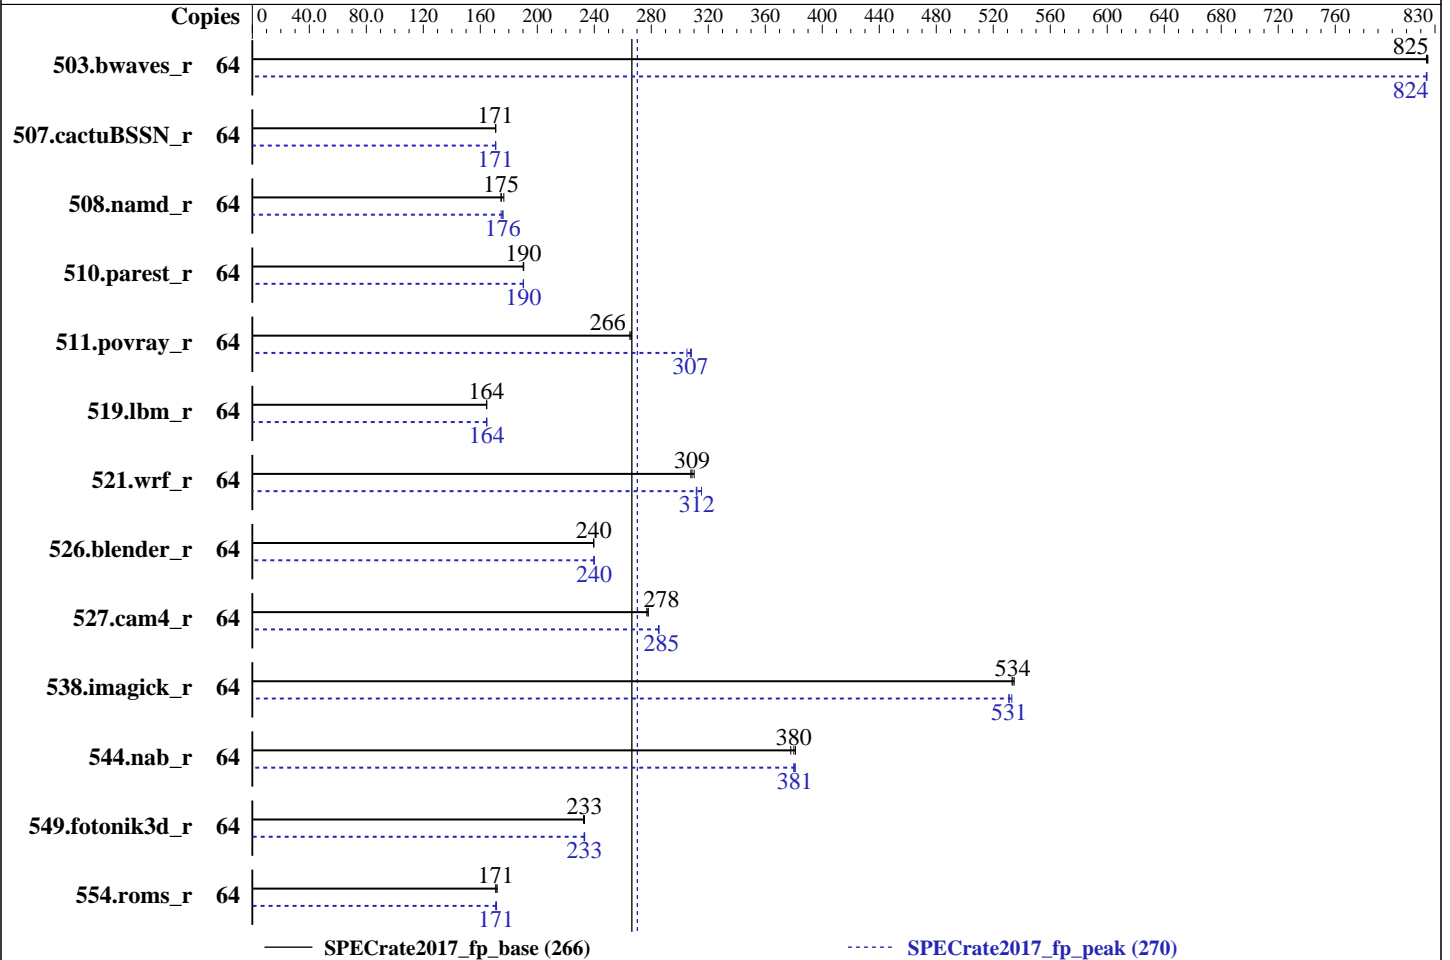 Copies 0 40.0 80.0 120 160 200 240 280 320 360 400 440 480 520 560 600 640 680 720 760 830
503.bwaves_r 64 825
824
507.cactuBSSN_r 64 171
171
508.namd_r 64 175
176
510.parest_r 64 190
190
511.povray_r 64 266
307
519.lbm_r 64 164
164
521.wrf_r 64 309
312
526.blender_r 64 240
240
527.cam4_r 64 278
285
538.imagick_r 64 534
531
544.nab_r 64 380
381
549.fotonik3d_r 64 233
233
554.roms_r 64 171
171
SPECrate2017_fp_base (266) SPECrate2017_fp_peak (270)